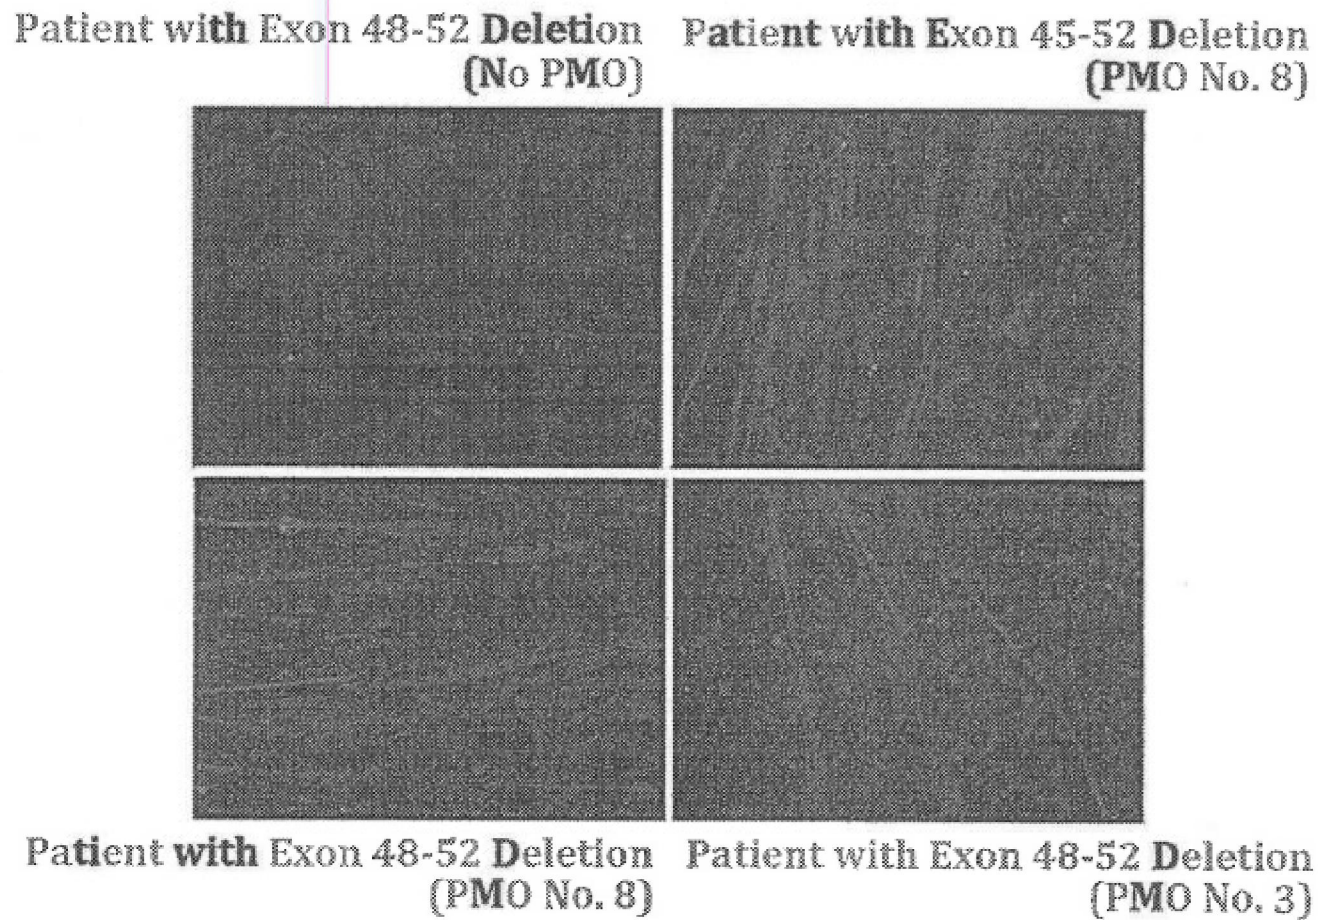 Patient with Exon 48-52 Deletion
(No PMO)
Patient with Exon 45-52 Deletion
(PMO No. 8)
Patient with Exon 48-52 Deletion
(PMO No. 8)
Patient with Exon 48-52 Deletion
(PMO No. 3)